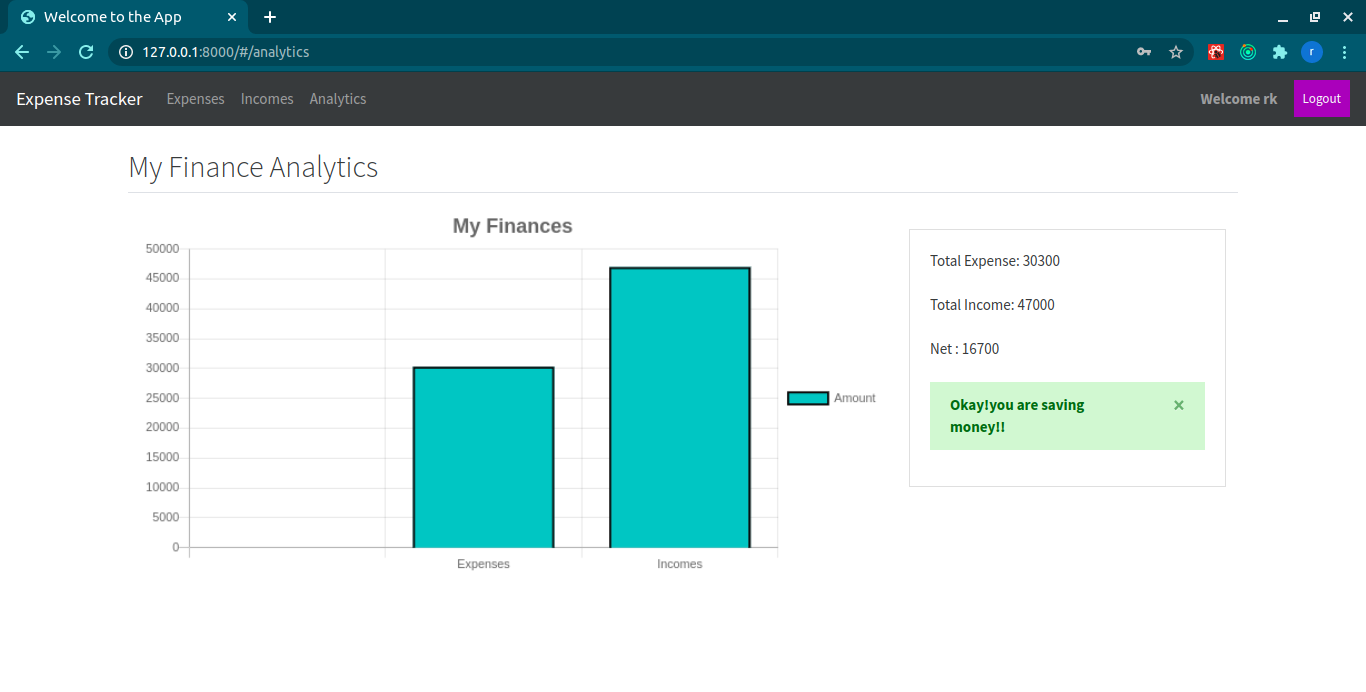 Welcome to the App
127.0.0.1:8000/#/analytics
r
Expense Tracker Expenses Incomes Analytics Welcome rk Logout
My Finance Analytics
My Finances
50000
45000
40000
35000
30000
25000
20000
15000
10000
5000
0
Expenses Incomes
Amount
Total Expense: 30300
Total Income: 47000
Net : 16700
Okay!you are saving
money!!